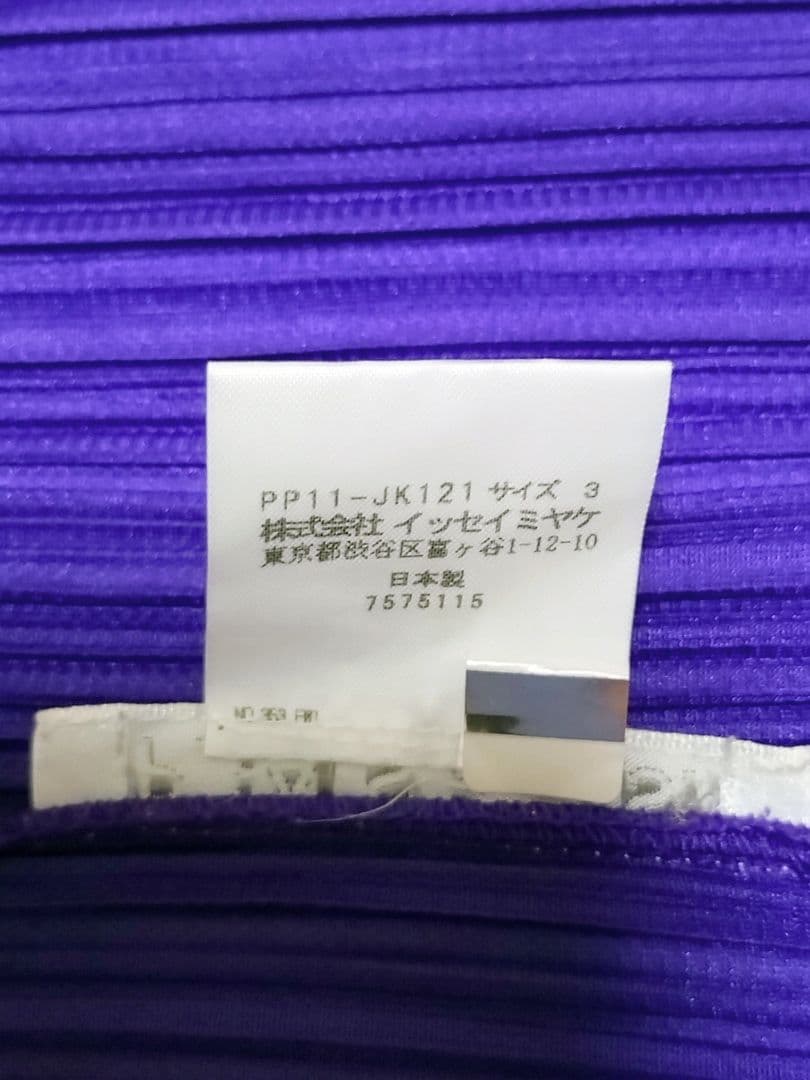 PP11-JK121 サイズ 3
株式会社 イッセイミヤケ
東京都渋谷区富ヶ谷1-12-10
日本製
7575115